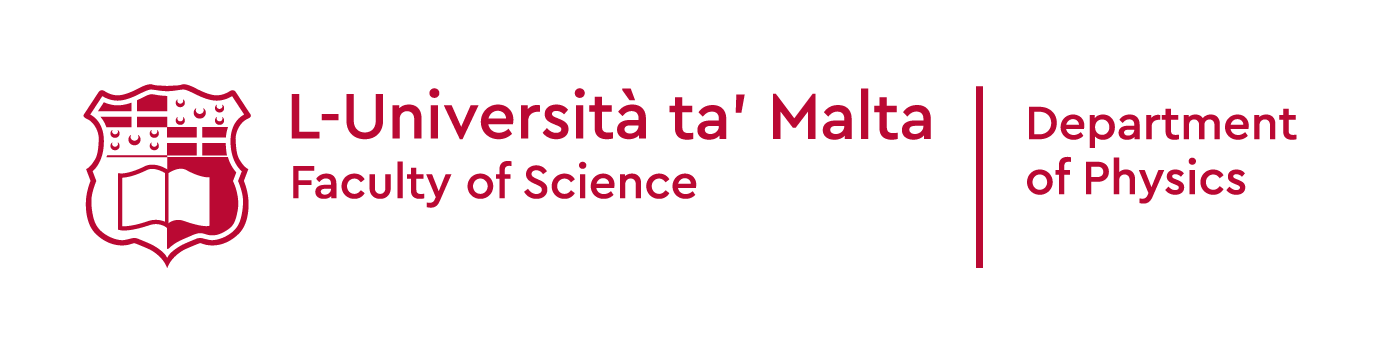 L-Università ta' Malta
Faculty of Science
Department
of Physics